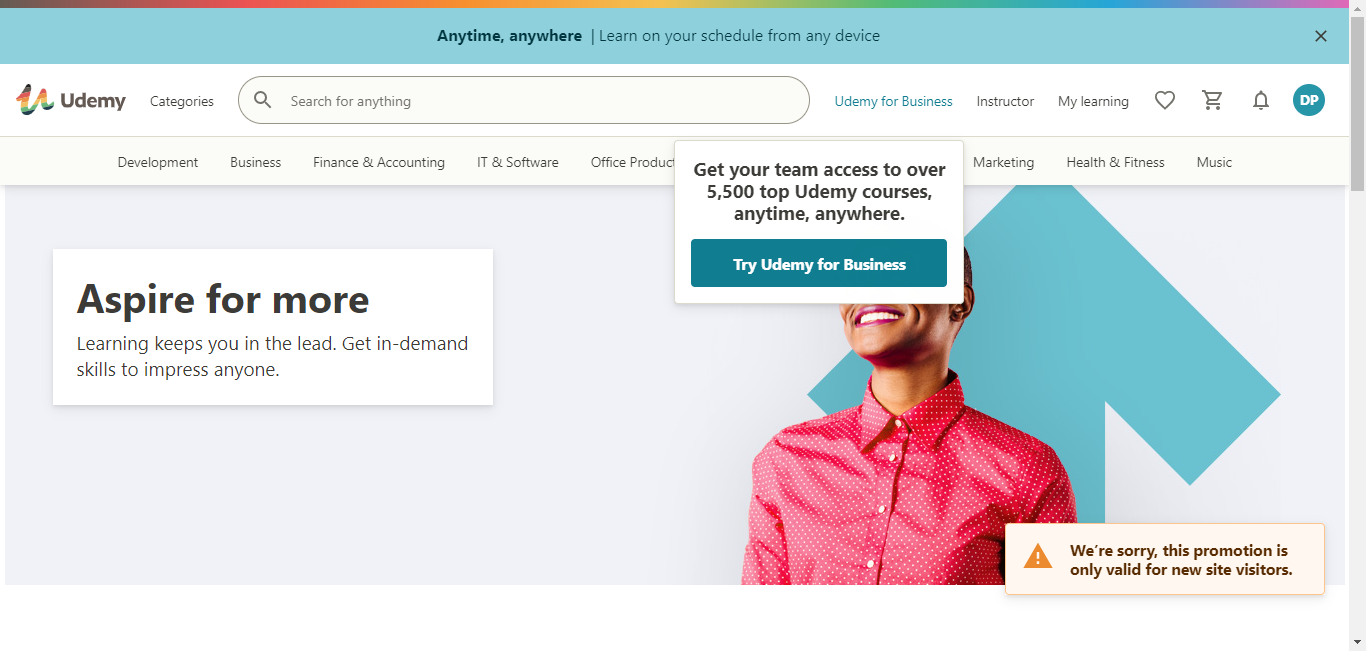 Anytime, anywhere | Learn on your schedule from any device
Udemy
Categories
Search for anything
Udemy for Business
Instructor
My learning
DP
Development
Business
Finance & Accounting
IT & Software
Office Product
Marketing
Health & Fitness
Music
Get your team access to over
5,500 top Udemy courses,
anytime, anywhere.
Try Udemy for Business
Aspire for more
Learning keeps you in the lead. Get in-demand
skills to impress anyone.
We're sorry, this promotion is
only valid for new site visitors.